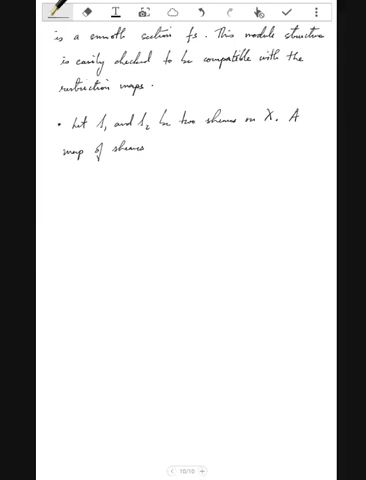 is a smooth section fs. This module structure
is easily checked to be compatible with the
restriction maps.
• Let S₁ and S₂ be two sheaves on X. A
map of sheaves
10/10